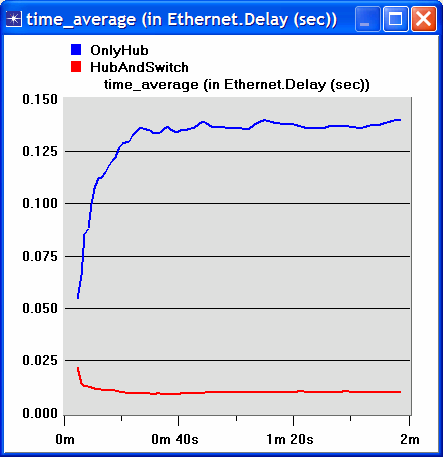 time_average (in Ethernet.Delay (sec))
OnlyHub
HubAndSwitch
time_average (in Ethernet.Delay (sec))
0.150
0.125
0.100
0.075
0.050
0.025
0.000
0m 0m 40s 1m 20s 2m